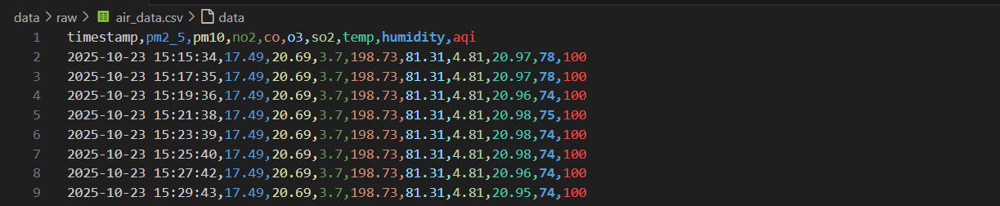 data > raw > air_data.csv > data
1 timestamp,pm2_5,pm10,no2,co,o3,so2,temp,humidity,aqi
2 2025-10-23 15:15:34,17.49,20.69,3.7,198.73,81.31,4.81,20.97,78,100
3 2025-10-23 15:17:35,17.49,20.69,3.7,198.73,81.31,4.81,20.97,78,100
4 2025-10-23 15:19:36,17.49,20.69,3.7,198.73,81.31,4.81,20.96,74,100
5 2025-10-23 15:21:38,17.49,20.69,3.7,198.73,81.31,4.81,20.98,75,100
6 2025-10-23 15:23:39,17.49,20.69,3.7,198.73,81.31,4.81,20.98,74,100
7 2025-10-23 15:25:40,17.49,20.69,3.7,198.73,81.31,4.81,20.98,74,100
8 2025-10-23 15:27:42,17.49,20.69,3.7,198.73,81.31,4.81,20.96,74,100
9 2025-10-23 15:29:43,17.49,20.69,3.7,198.73,81.31,4.81,20.95,74,100